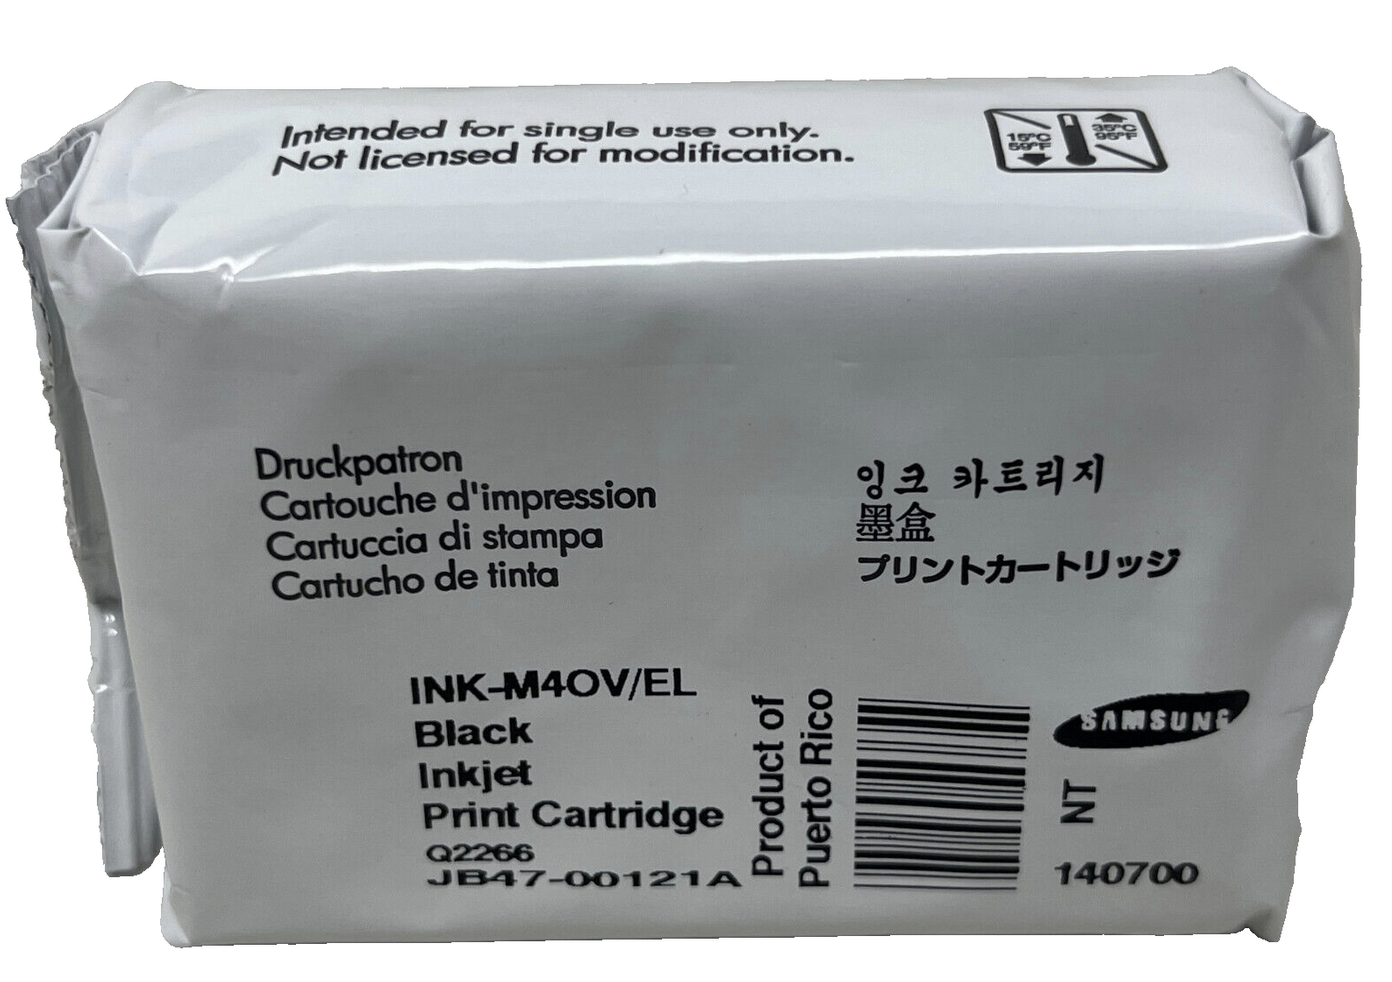 Intended for single use only.
Not licensed for modification.
15°C
59°F
35°C
95°F
Druckpatron
Cartouche d'impression
Cartuccia di stampa
Cartucho de tinta
잉크 카트리지
墨盒
プリントカートリッジ
INK-M40V/EL
Black
Inkjet
Print Cartridge
Q2266
JB47-00121A
Product of
Puerto Rico
SAMSUNG
NT
140700